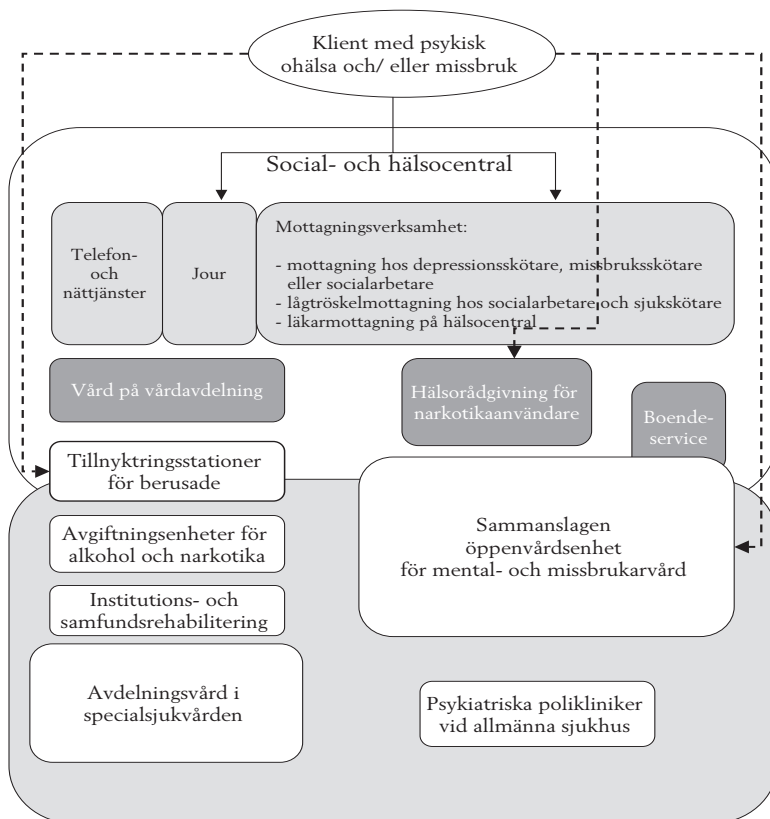 Klient med psykisk
ohälsa och/ eller missbruk
Social- och hälsocentral
Telefon-
och
nättjänster
Jour
Mottagningsverksamhet:
- mottagning hos depressionsskötare, missbruksskötare
eller socialarbetare
- lågtröskelmottagning hos socialarbetare och sjukskötare
- läkarmottagning på hälsocentral
Vård på vårdavdelning
Hälsorådgivning för
narkotikaanvändare
Boende-
service
Tillnyktringsstationer
för berusade
Avgiftningsenheter för
alkohol och narkotika
Institutions- och
samfundsrehabilitering
Sammanslagen
öppenvårdsenhet
för mental- och missbrukarvård
Avdelningsvård i
specialsjukvården
Psykiatriska polikliniker
vid allmänna sjukhus